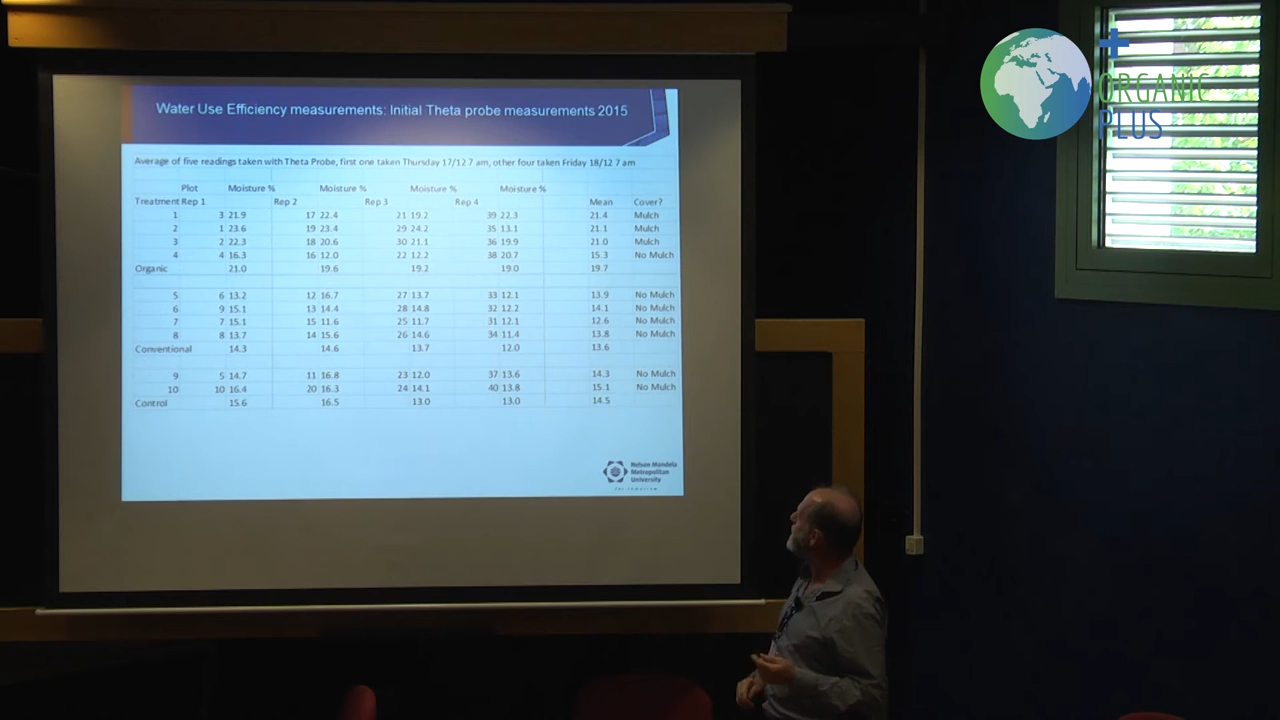 Water Use Efficiency measurements: Initial Theta probe measurements 2015
Average of five readings taken with Theta Probe, first one taken Thursday 17/12 7 am, other four taken Friday 18/12 7 am
Plot Moisture % Moisture % Moisture % Moisture %
Treatment Rep 1 Rep 2 Rep 3 Rep 4 Mean Cover?
1 3 21.9 17 22.4 21 19.2 39 22.3 21.4 Mulch
2 1 23.6 19 23.4 29 24.2 35 13.1 21.1 Mulch
3 2 22.3 18 20.6 30 21.1 36 19.9 21.0 Mulch
4 4 16.3 16 12.0 22 12.2 38 20.7 15.3 No Mulch
Organic 21.0 19.6 19.2 19.0 19.7
5 6 13.2 12 16.7 27 13.7 33 12.1 13.9 No Mulch
6 9 15.1 13 14.4 28 14.8 32 12.2 14.1 No Mulch
7 7 15.1 15 11.6 25 11.7 31 12.1 12.6 No Mulch
8 8 13.7 14 15.6 26 14.6 34 11.4 13.8 No Mulch
Conventional 14.3 14.6 13.7 12.0 13.6
9 5 14.7 11 16.8 23 12.0 37 13.6 14.3 No Mulch
10 10 16.4 20 16.3 24 14.1 40 13.8 15.1 No Mulch
Control 15.6 16.5 13.0 13.0 14.5
Nelson Mandela
Metropolitan
University
for tomorrow
+
ORGANIC
PLUS